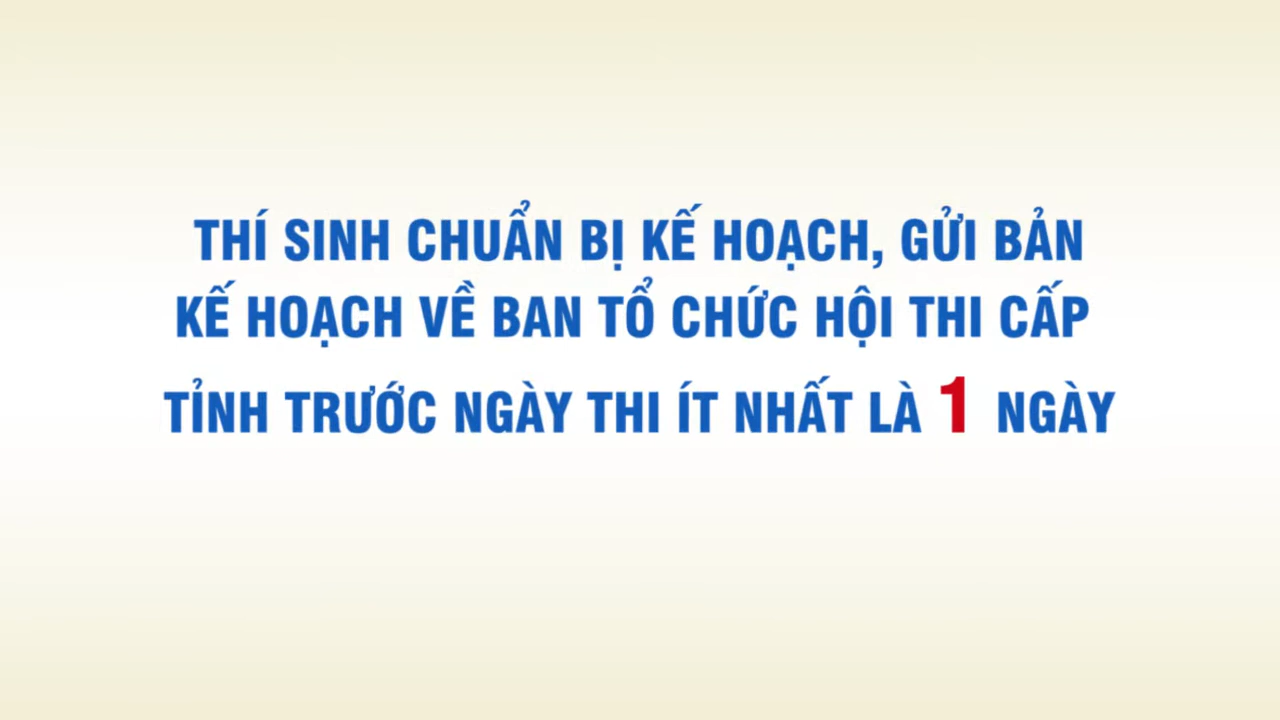 THÍ SINH CHUẨN BỊ KẾ HOẠCH, GỬI BẢN
KẾ HOẠCH VỀ BAN TỔ CHỨC HỘI THI CẤP
TỈNH TRƯỚC NGÀY THI ÍT NHẤT LÀ 1 NGÀY